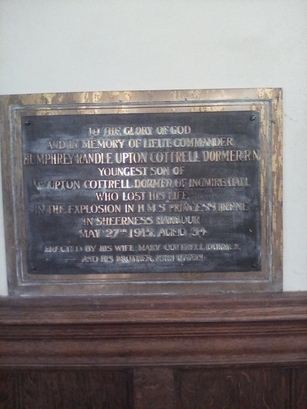 TO THE GLORY OF GOD
AND IN MEMORY OF LIEUT COMMANDER
HUMPHREY RANDLE UPTON COTTRELL DORMER R.N.
YOUNGEST SON OF
UPTON COTTRELL DORMER OF
WHO LOST HIS LIFE
IN THE EXPLOSION IN H.M.S. PRINCESS IRENE
IN SHEERNESS HARBOUR
MAY 27TH 1915, AGED 34.
ERECTED BY HIS WIFE MARY COTTRELL DORMER
AND HIS BROTHER